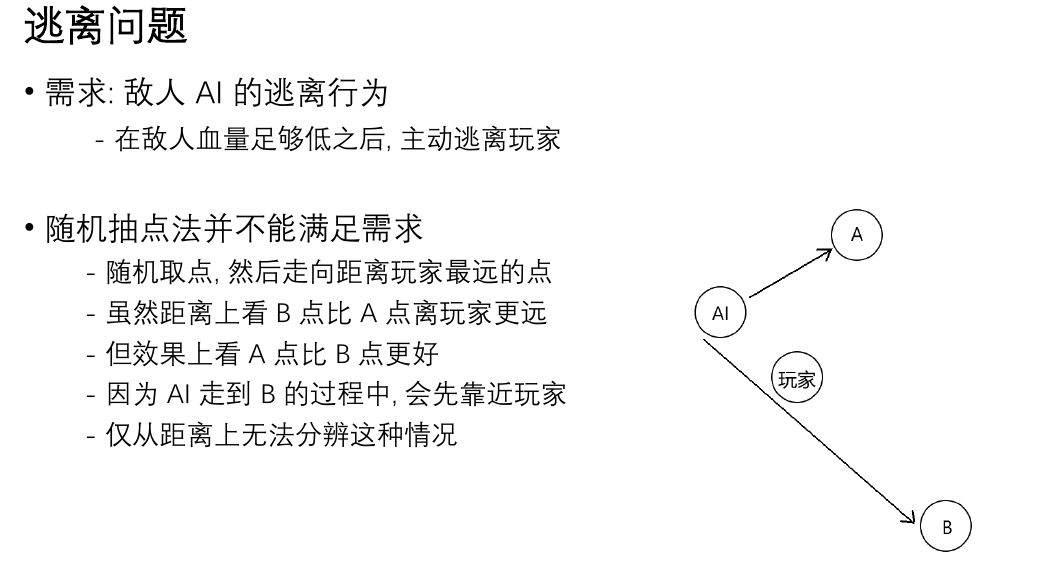 逃离问题
• 需求: 敌人 AI 的逃离行为
- 在敌人血量足够低之后, 主动逃离玩家
• 随机抽点法并不能满足需求
- 随机取点, 然后走向距离玩家最远的点
- 虽然距离上看 B 点比 A 点离玩家更远
- 但效果上看 A 点比 B 点更好
- 因为 AI 走到 B 的过程中, 会先靠近玩家
- 仅从距离上无法分辨这种情况
A
AI
玩家
B